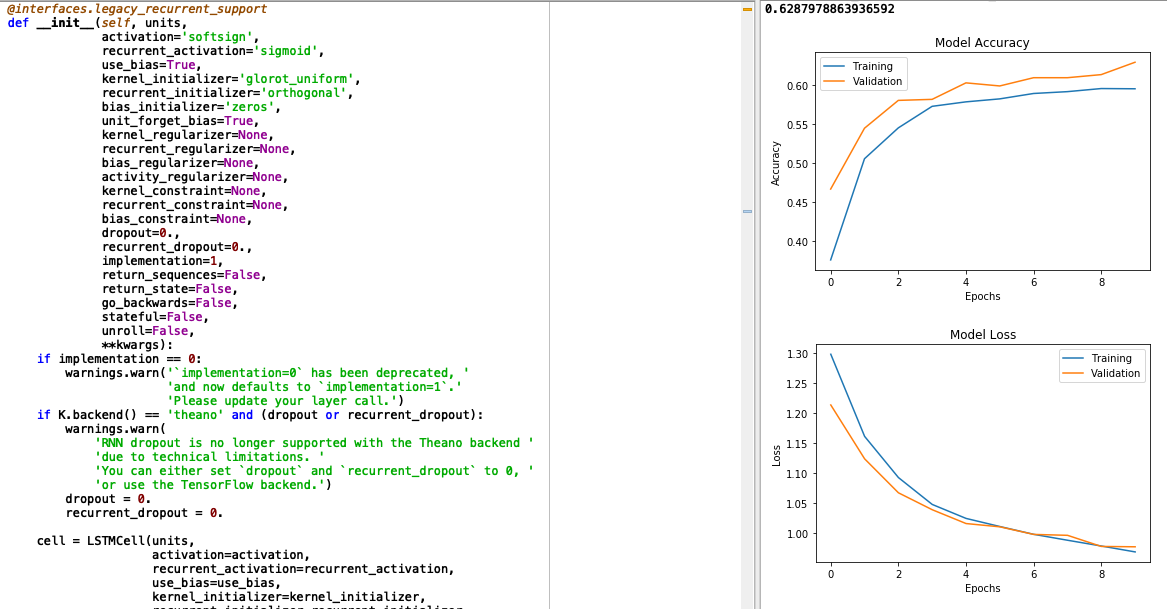 @interfaces.legacy_recurrent_support
def __init__(self, units,
activation='softsign',
recurrent_activation='sigmoid',
use_bias=True,
kernel_initializer='glorot_uniform',
recurrent_initializer='orthogonal',
bias_initializer='zeros',
unit_forget_bias=True,
kernel_regularizer=None,
recurrent_regularizer=None,
bias_regularizer=None,
activity_regularizer=None,
kernel_constraint=None,
recurrent_constraint=None,
bias_constraint=None,
dropout=0.,
recurrent_dropout=0.,
implementation=1,
return_sequences=False,
return_state=False,
go_backwards=False,
stateful=False,
unroll=False,
**kwargs):
if implementation == 0:
warnings.warn('`implementation=0` has been deprecated, '
'and now defaults to `implementation=1`.'
'Please update your layer call.')
if K.backend() == 'theano' and (dropout or recurrent_dropout):
warnings.warn(
'RNN dropout is no longer supported with the Theano backend '
'due to technical limitations. '
'You can either set `dropout` and `recurrent_dropout` to 0, '
'or use the TensorFlow backend.')
dropout = 0.
recurrent_dropout = 0.
cell = LSTMCell(units,
activation=activation,
recurrent_activation=recurrent_activation,
use_bias=use_bias,
kernel_initializer=kernel_initializer,
0.6287978863936592
Model Accuracy
Training
Validation
0.60
0.55
0.50
0.45
0.40
Accuracy
0 2 4 6 8
Epochs
Model Loss
Training
Validation
1.30
1.25
1.20
1.15
1.10
1.05
1.00
Loss
0 2 4 6 8
Epochs